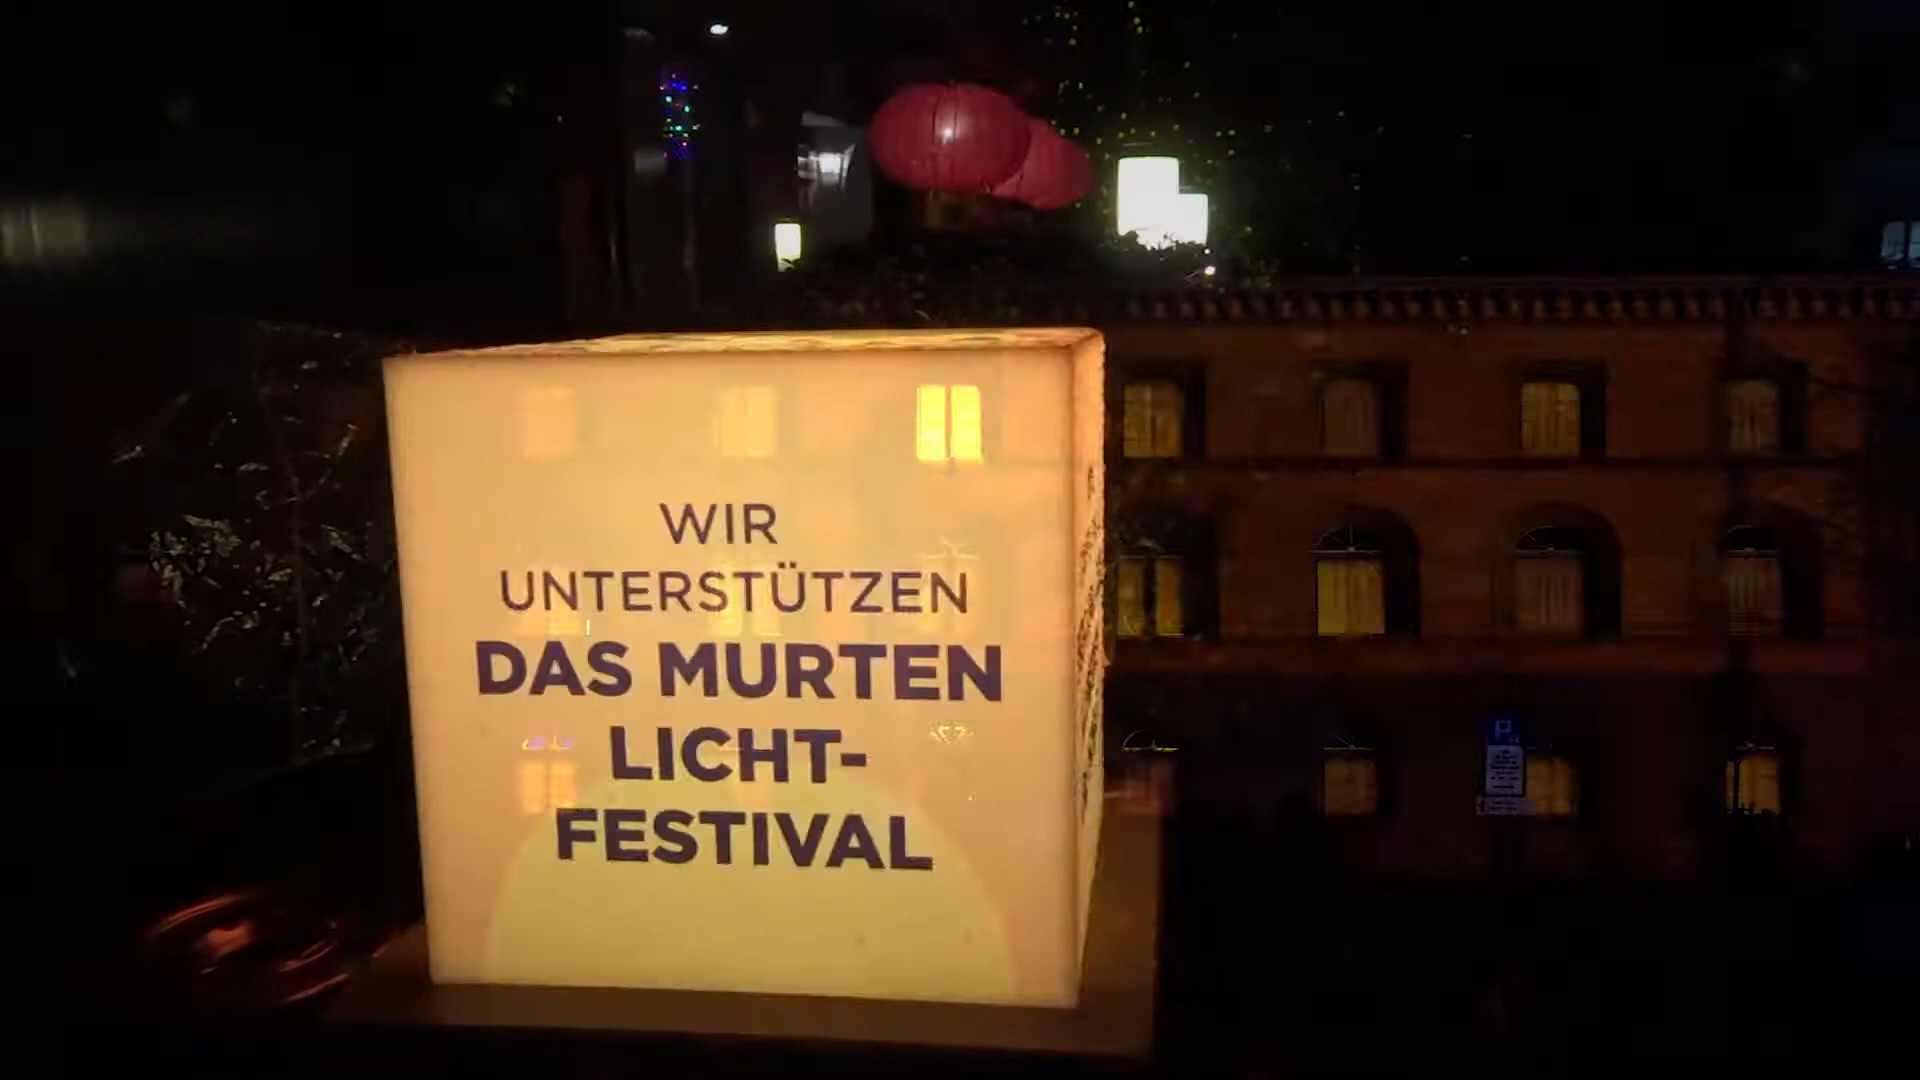 WIR
UNTERSTÜTZEN
DAS MURTEN
LICHT-
FESTIVAL
P